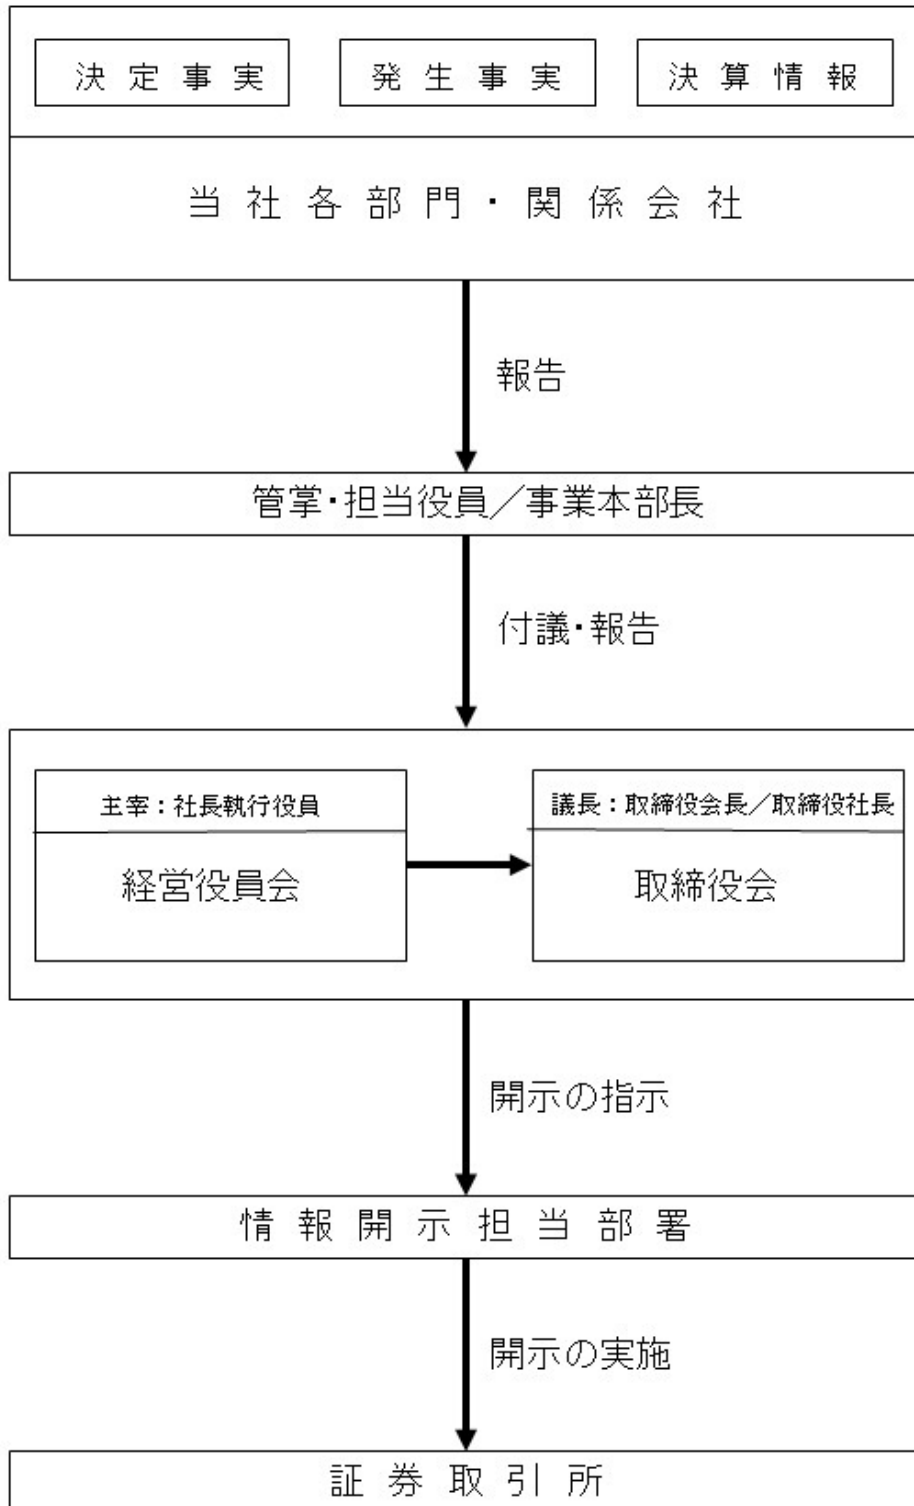 決定事実
発生事実
決算情報
当社各部門・関係会社
報告
管掌・担当役員／事業本部長
付議・報告
主宰：社長執行役員
経営役員会
議長：取締役会長／取締役社長
取締役会
開示の指示
情報開示担当部署
開示の実施
証券取引所